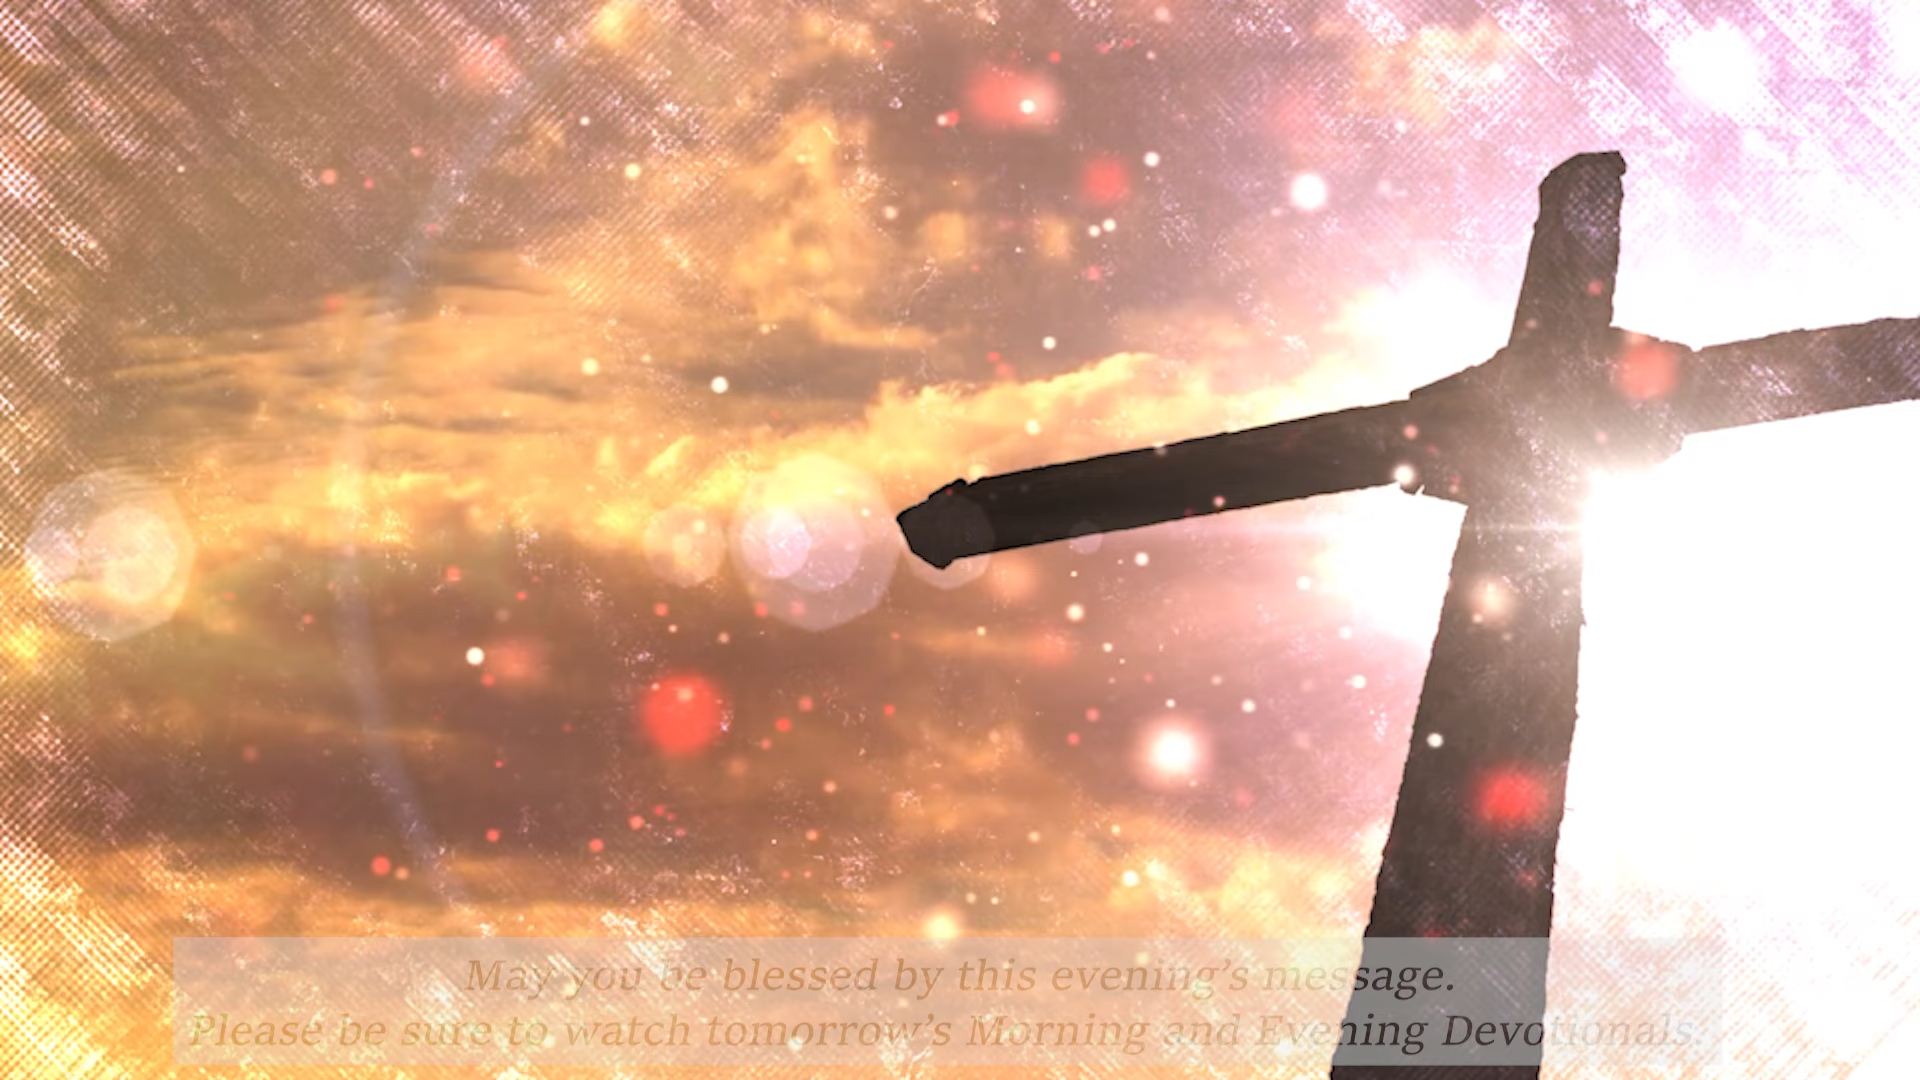 May you be blessed by this evening’s message.
Please be sure to watch tomorrow’s Morning and Evening Devotionals.